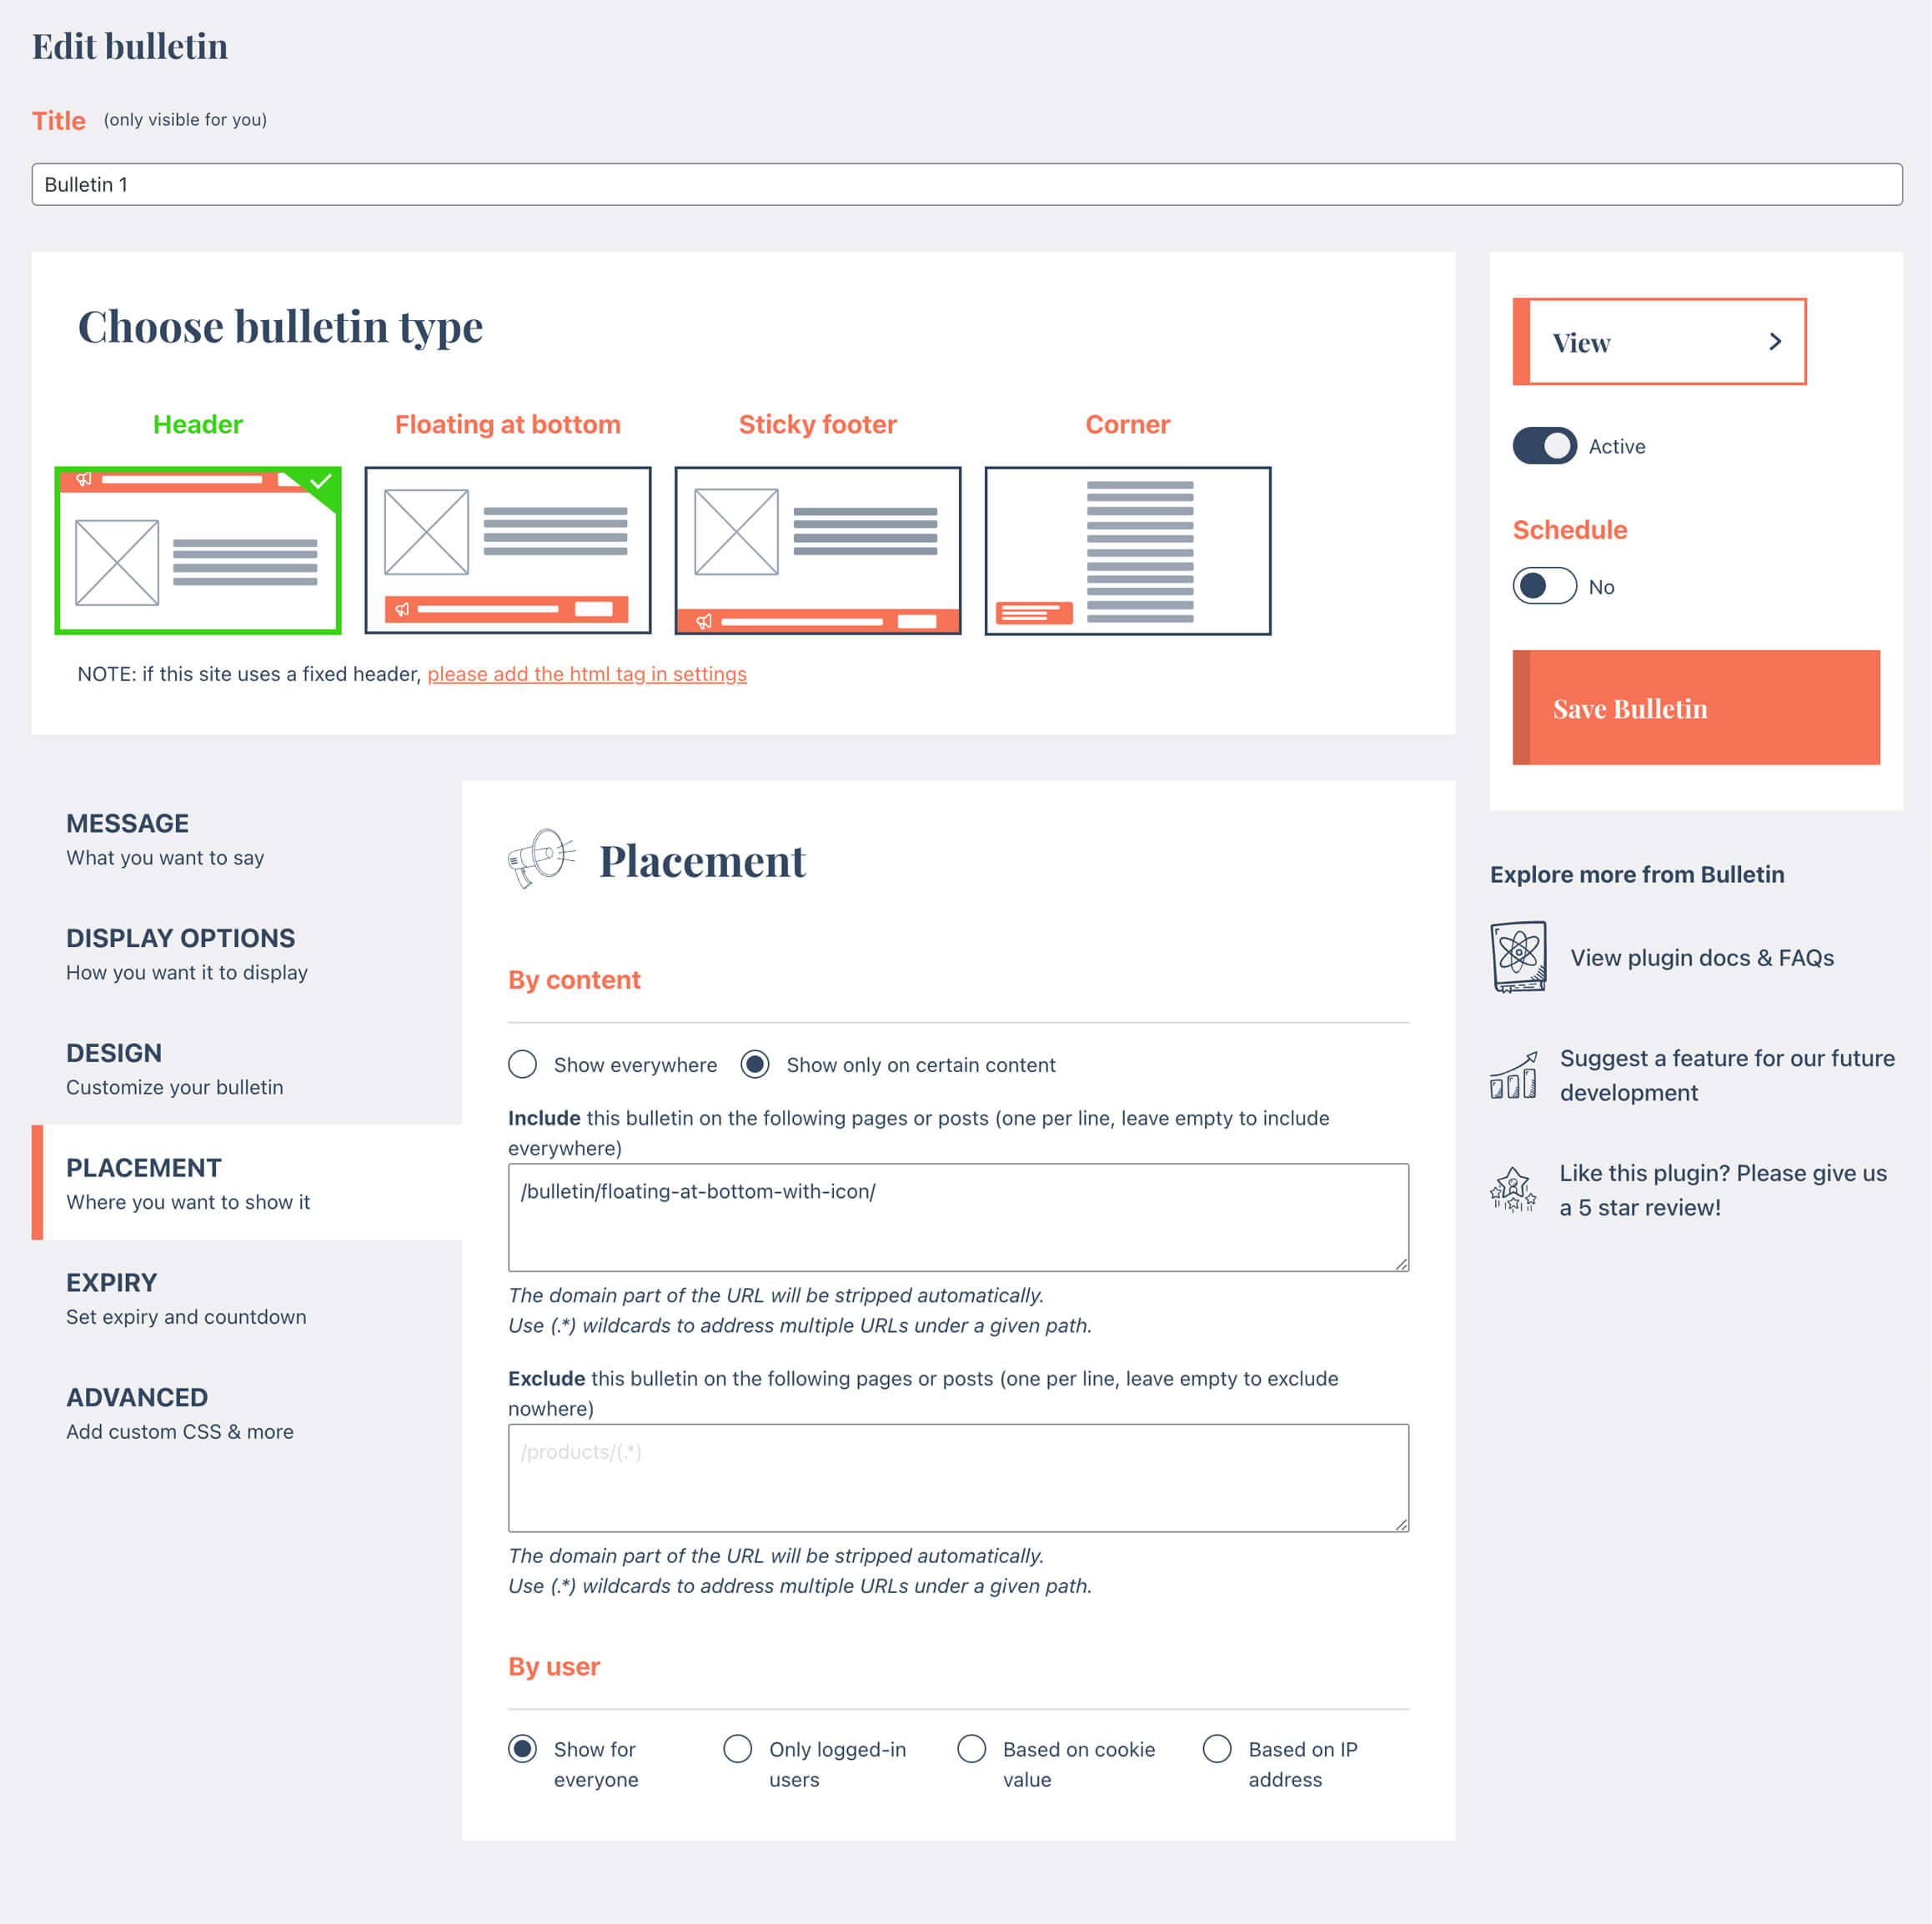 Edit bulletin
Title (only visible for you)
Bulletin 1
Choose bulletin type
Header
Floating at bottom
Sticky footer
Corner
NOTE: if this site uses a fixed header, please add the html tag in settings
View
Active
Schedule
No
Save Bulletin
MESSAGE
What you want to say
DISPLAY OPTIONS
How you want it to display
DESIGN
Customize your bulletin
PLACEMENT
Where you want to show it
EXPIRY
Set expiry and countdown
ADVANCED
Add custom CSS & more
Placement
By content
Show everywhere
Show only on certain content
Include this bulletin on the following pages or posts (one per line, leave empty to include
everywhere)
/bulletin/floating-at-bottom-with-icon/
The domain part of the URL will be stripped automatically.
Use (.*) wildcards to address multiple URLs under a given path.
Exclude this bulletin on the following pages or posts (one per line, leave empty to exclude
nowhere)
/products/(.*)
The domain part of the URL will be stripped automatically.
Use (.*) wildcards to address multiple URLs under a given path.
By user
Show for
everyone
Only logged-in
users
Based on cookie
value
Based on IP
address
Explore more from Bulletin
View plugin docs & FAQs
Suggest a feature for our future
development
Like this plugin? Please give us
a 5 star review!